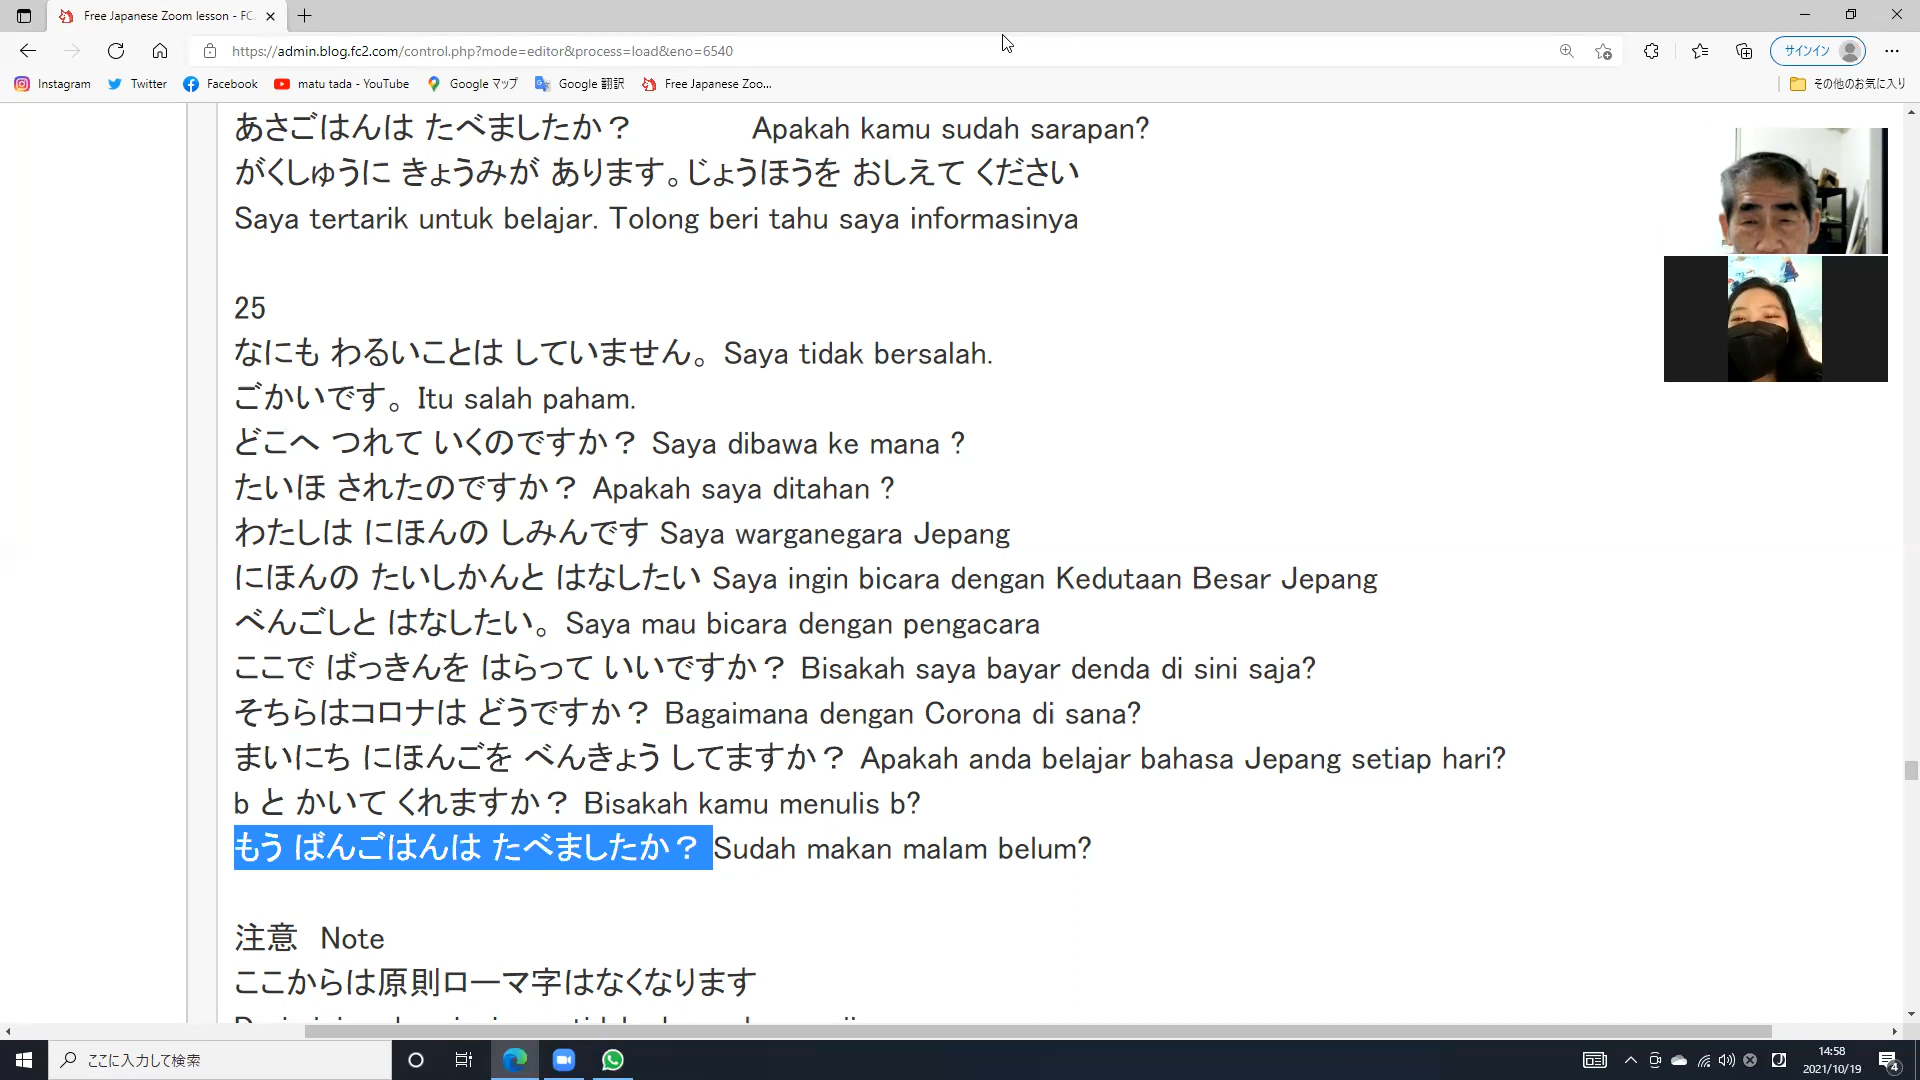 Free Japanese Zoom lesson - FC
https://admin.blog.fc2.com/control.php?mode=editor&process=load&eno=6540
サインイン
Instagram Twitter Facebook matu tada - YouTube Google マップ Google 翻訳 Free Japanese Zoo... その他のお気に入り
あさごはんは たべましたか？ Apakah kamu sudah sarapan?
がくしゅうに きょうみが あります。じょうほうを おしえて ください
Saya tertarik untuk belajar. Tolong beri tahu saya informasinya
25
なにも わるいことは していません。 Saya tidak bersalah.
ごかいです。 Itu salah paham.
どこへ つれて いくのですか？ Saya dibawa ke mana ?
たいほ されたのですか？ Apakah saya ditahan ?
わたしは にほんの しみんです Saya warganegara Jepang
にほんの たいしかんと はなしたい Saya ingin bicara dengan Kedutaan Besar Jepang
べんごしと はなしたい。 Saya mau bicara dengan pengacara
ここで ばっきんを はらって いいですか？ Bisakah saya bayar denda di sini saja?
そちらはコロナは どうですか？ Bagaimana dengan Corona di sana?
まいにち にほんごを べんきょう してますか？ Apakah anda belajar bahasa Jepang setiap hari?
b と かいて くれますか？ Bisakah kamu menulis b?
もう ばんごはんは たべましたか？ Sudah makan malam belum?
注意 Note
ここからは原則ローマ字はなくなります
ここに入力して検索
14:58
2021/10/19
4